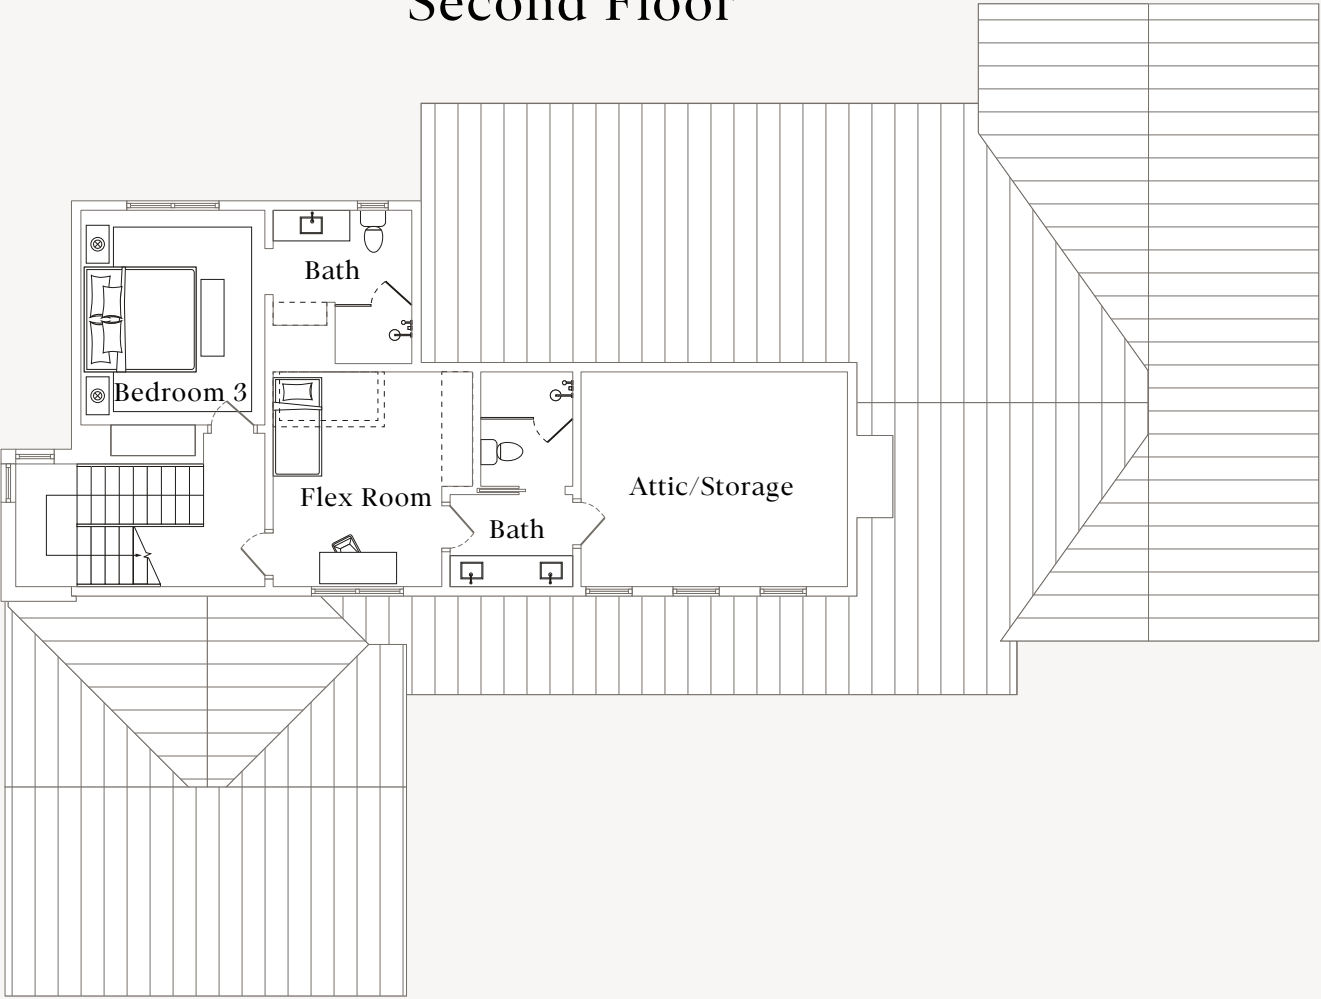 Second Floor
Bath
Bedroom 3
Flex Room
Attic/Storage
Bath